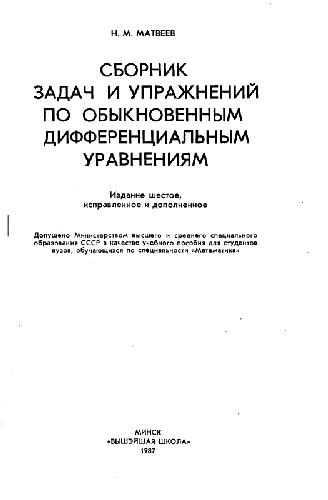 Н. М. МАТВЕЕВ
СБОРНИК
ЗАДАЧ И УПРАЖНЕНИЙ
ПО ОБЫКНОВЕННЫМ
ДИФФЕРЕНЦИАЛЬНЫМ
УРАВНЕНИЯМ
Издание шестое,
исправленное и дополненное
Допущено Министерством высшего и среднего специального
образования СССР в качестве учебного пособия для студентов
вузов, обучающихся по специальности «Математика»
МИНСК
«ВЫШЭЙШАЯ ШКОЛА»
1987